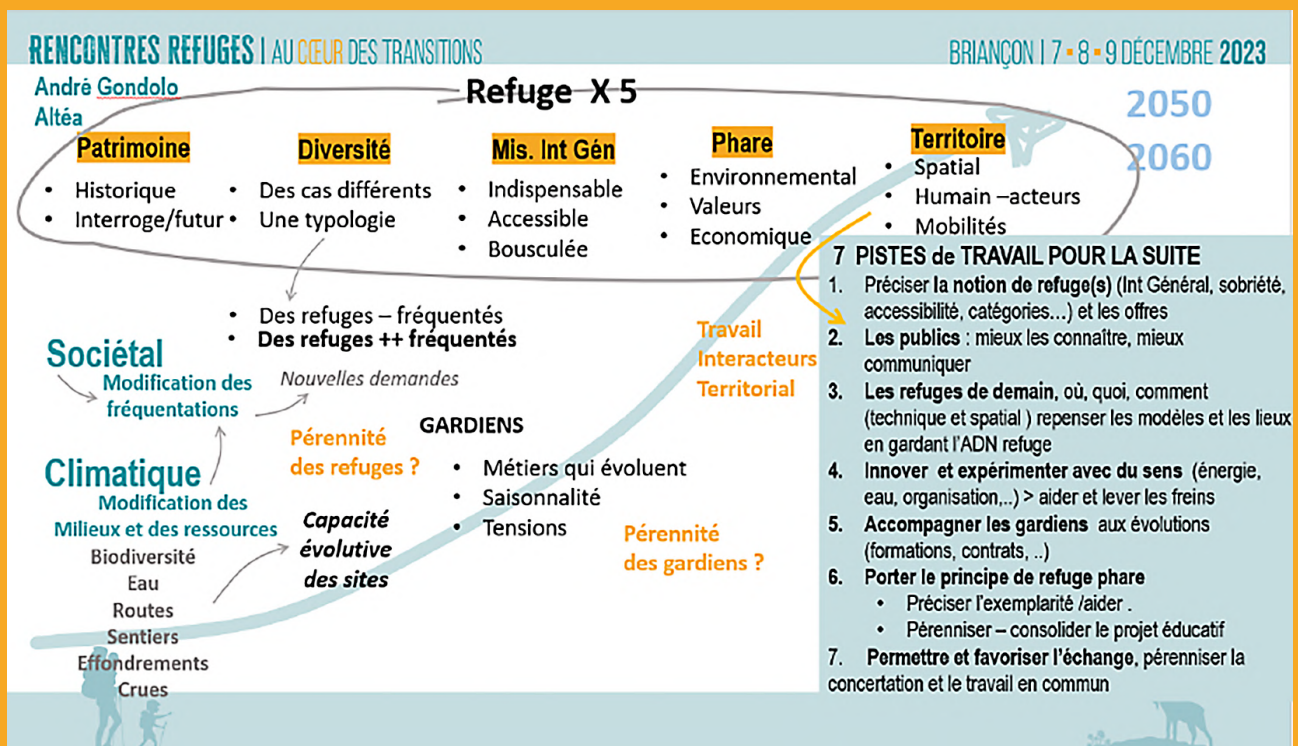 RENCONTRES REFUGES | AU CŒUR DES TRANSITIONS
BRIANÇON | 7 - 8 - 9 DÉCEMBRE 2023
André Gondolo
Altéa
Refuge X 5
2050
2060
Patrimoine
• Historique
• Interroge/futur
Diversité
• Des cas différents
• Une typologie
Mis. Int Gén
• Indispensable
• Accessible
• Bousculée
Phare
• Environnemental
• Valeurs
• Economique
Territoire
• Spatial
• Humain –acteurs
• Mobilités
• Des refuges – fréquentés
• Des refuges ++ fréquentés
Nouvelles demandes
Sociétal
Modification des
fréquentations
Climatique
Modification des
Milieux et des ressources
Biodiversité
Eau
Routes
Sentiers
Effondrements
Crues
Pérennité
des refuges ?
Capacité
évolutive
des sites
GARDIENS
• Métiers qui évoluent
• Saisonnalité
• Tensions
Pérennité
des gardiens ?
Travail
Interacteurs
Territorial
7 PISTES de TRAVAIL POUR LA SUITE
1. Préciser la notion de refuge(s) (Int Général, sobriété,
accessibilité, catégories...) et les offres
2. Les publics : mieux les connaître, mieux
communiquer
3. Les refuges de demain, où, quoi, comment
(technique et spatial ) repenser les modèles et les lieux
en gardant l’ADN refuge
4. Innover et expérimenter avec du sens (énergie,
eau, organisation,..) > aider et lever les freins
5. Accompagner les gardiens aux évolutions
(formations, contrats, ..)
6. Porter le principe de refuge phare
• Préciser l’exemplarité /aider .
• Pérenniser – consolider le projet éducatif
7. Permettre et favoriser l’échange, pérenniser la
concertation et le travail en commun